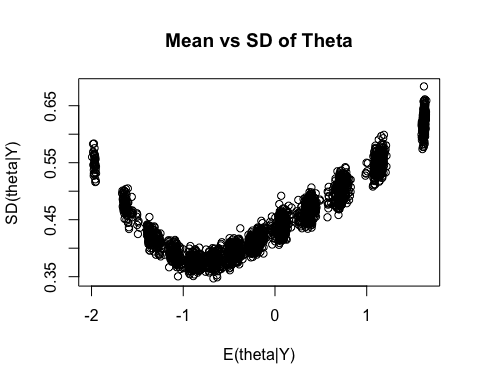 Mean vs SD of Theta
SD(theta|Y)
0.65
0.55
0.45
0.35
-2 -1 0 1
E(theta|Y)